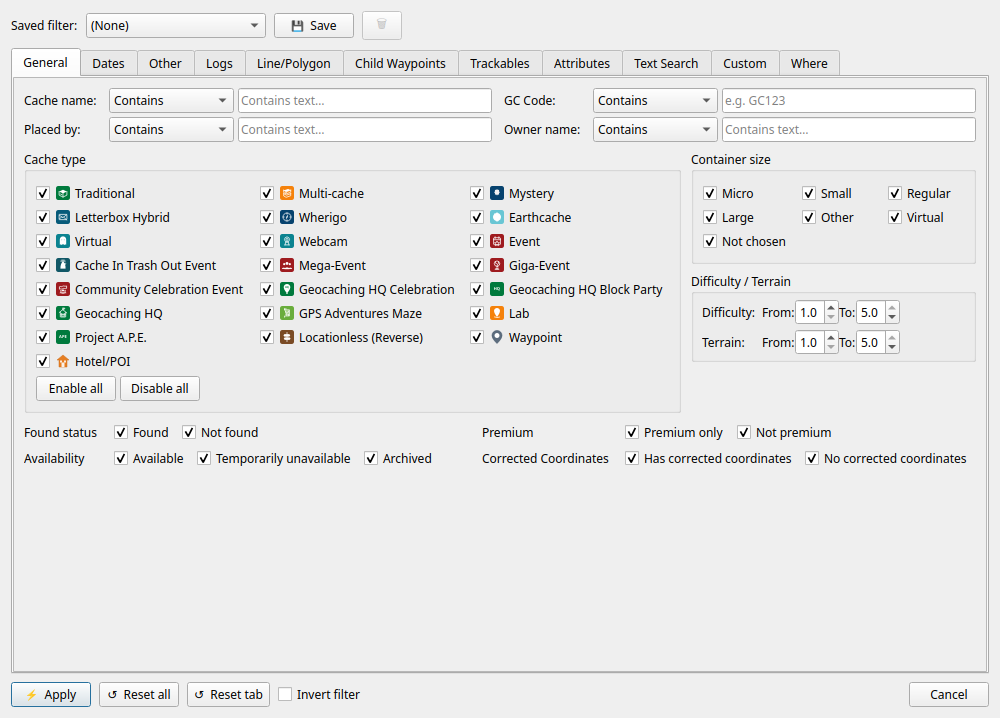 Saved filter: (None) Save
General Dates Other Logs Line/Polygon Child Waypoints Trackables Attributes Text Search Custom Where
Cache name: Contains Contains text... GC Code: Contains e.g. GC123
Placed by: Contains Contains text... Owner name: Contains Contains text...
Cache type Container size
Traditional Multi-cache Mystery Micro Small Regular
Letterbox Hybrid Wherigo Earthcache Large Other Virtual
Virtual Webcam Event Not chosen
Cache In Trash Out Event Mega-Event Giga-Event
Difficulty / Terrain
Community Celebration Event Geocaching HQ Celebration Geocaching HQ Block Party
Geocaching HQ GPS Adventures Maze Lab Difficulty: From: 1.0 To: 5.0
Project A.P.E. Locationless (Reverse) Waypoint Terrain: From: 1.0 To: 5.0
Hotel/POI
Enable all Disable all
Found status Found Not found Premium Premium only Not premium
Availability Available Temporarily unavailable Archived Corrected Coordinates Has corrected coordinates No corrected coordinates
Apply Reset all Reset tab Invert filter Cancel